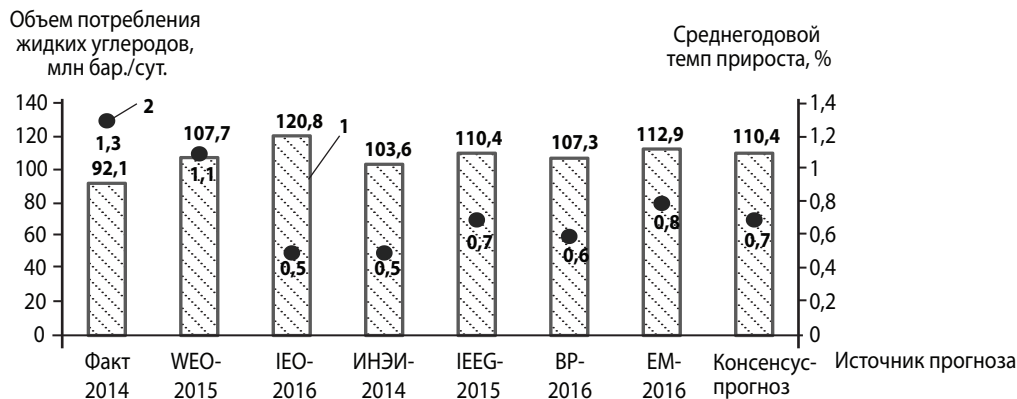 Объем потребления
жидких углеродов,
млн бар./сут.
Среднегодовой
темп прироста, %
140
120
100
80
60
40
20
0
2
1
1,3
92,1
107,7
1,1
120,8
0,5
103,6
0,5
110,4
0,7
107,3
0,6
112,9
0,8
110,4
0,7
1,4
1,2
1
0,8
0,6
0,4
0,2
0
Факт
2014
WEO-
2015
IEO-
2016
ИНЭИ-
2014
IEEG-
2015
BP-
2016
EM-
2016
Консенсус-
прогноз
Источник прогноза